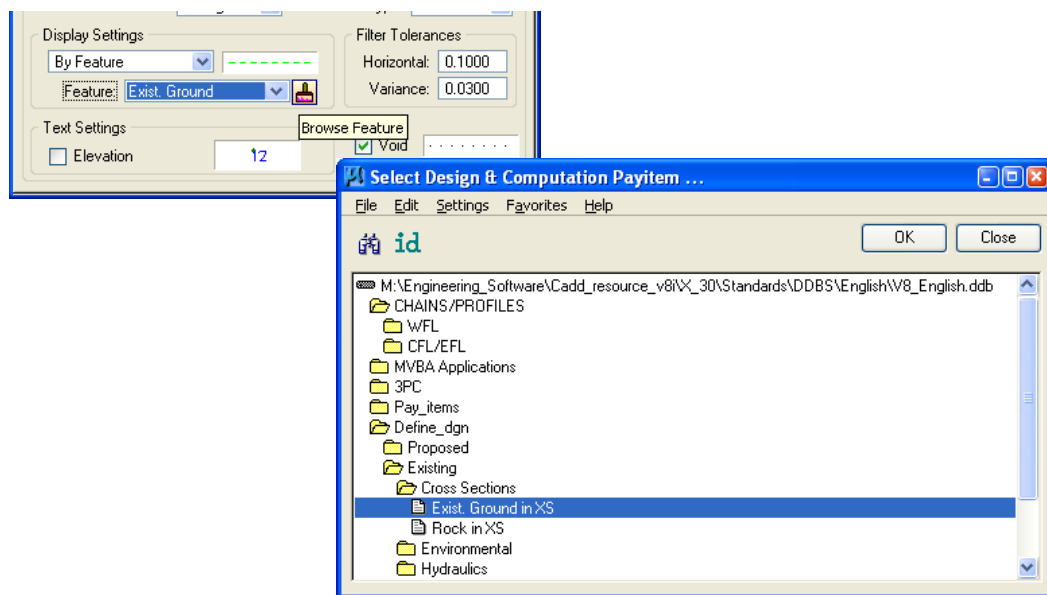 Display Settings
Filter Tolerances
By Feature
Horizontal: 0.1000
Feature: Exist. Ground
Variance: 0.0300
Text Settings
Browse Feature
Elevation
12
Void
Select Design & Computation Payitem ...
File Edit Settings Favorites Help
id
OK
Close
M:\Engineering_Software\Cadd_resource_v8i\X_30\Standards\DDBS\English\V8_English.ddb
CHAINS/PROFILES
WFL
CFL/EFL
MVBA Applications
3PC
Pay_items
Define_dgn
Proposed
Existing
Cross Sections
Exist. Ground in XS
Rock in XS
Environmental
Hydraulics